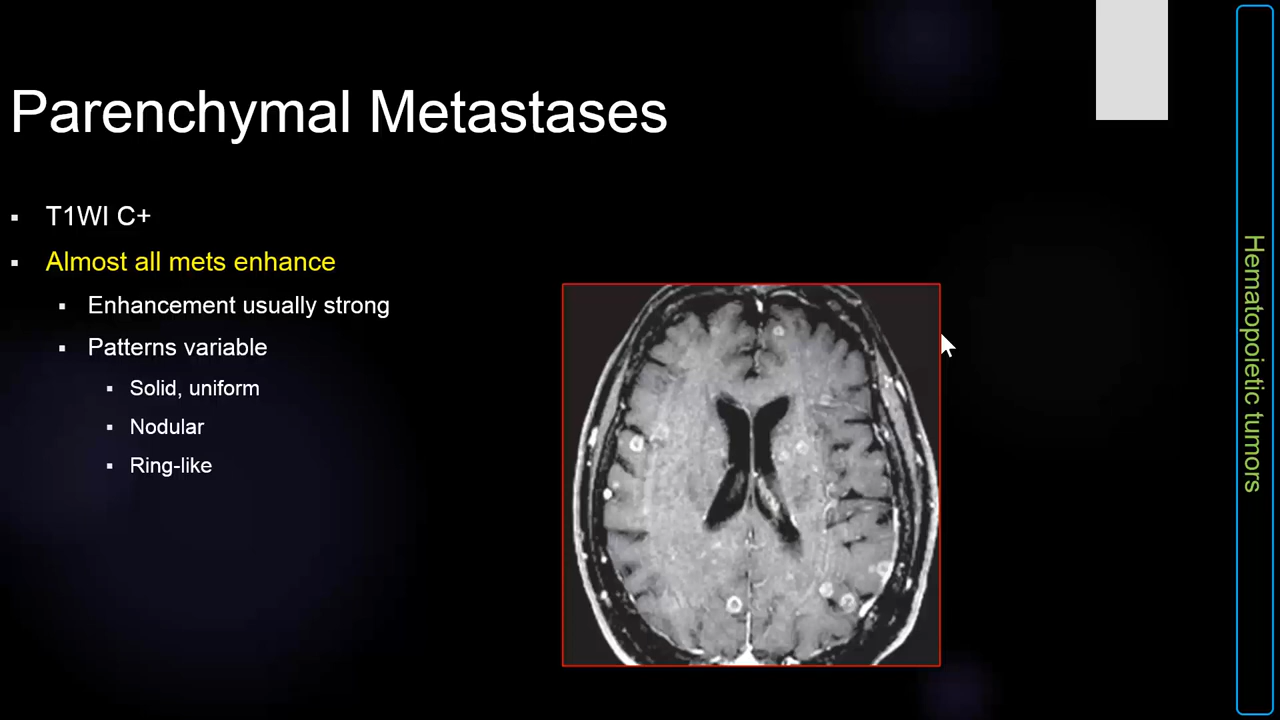 Parenchymal Metastases
▪ T1WI C+
▪ Almost all mets enhance
▪ Enhancement usually strong
▪ Patterns variable
▪ Solid, uniform
▪ Nodular
▪ Ring-like
Hematopoietic tumors